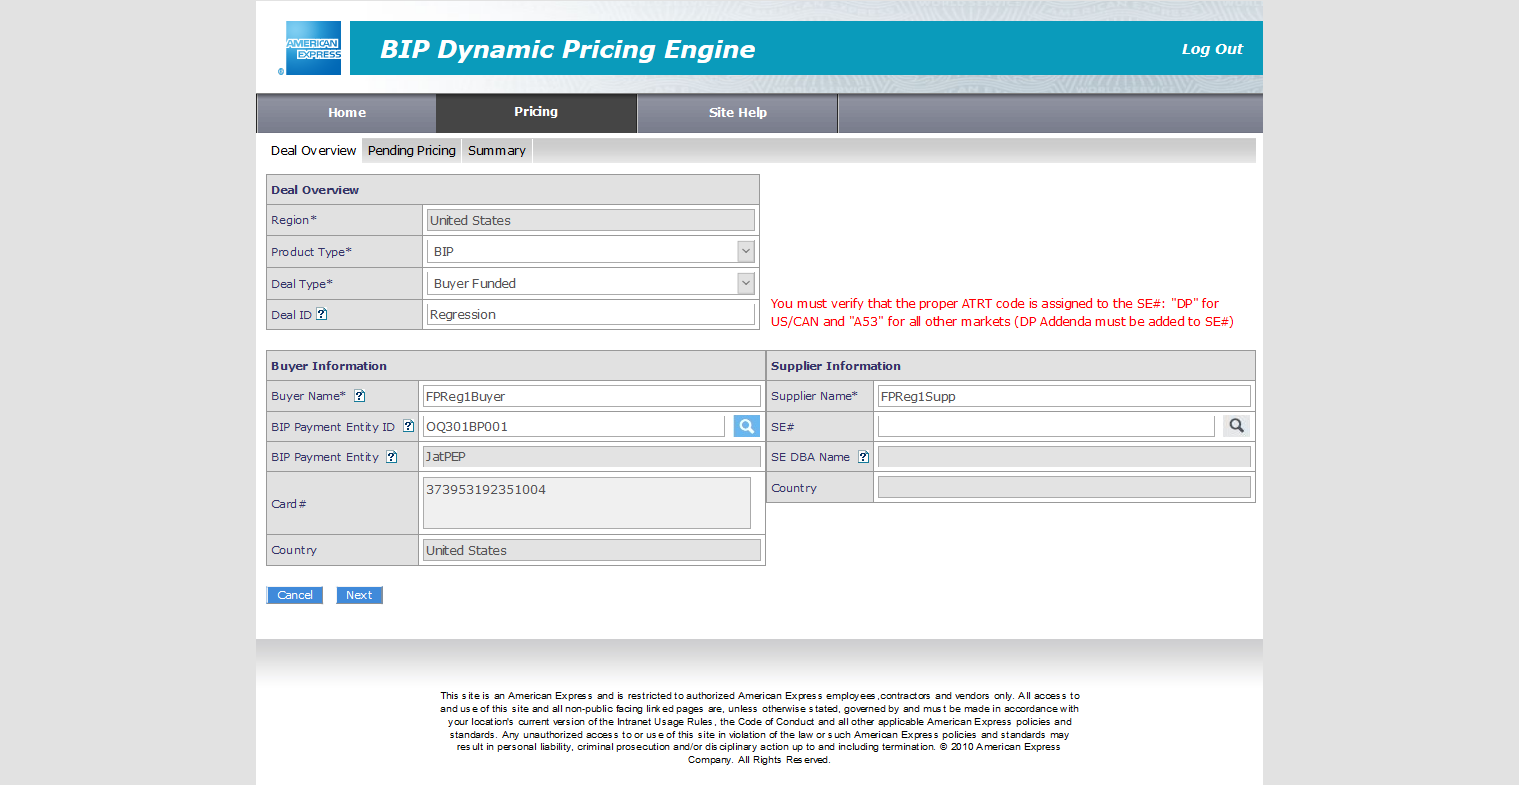 AMERICAN
EXPRESS
®
BIP Dynamic Pricing Engine
Log Out
Home
Pricing
Site Help
Deal Overview
Pending Pricing
Summary
Deal Overview
Region*
United States
Product Type*
BIP
Deal Type*
Buyer Funded
Deal ID
Regression
You must verify that the proper ATRT code is assigned to the SE#: "DP" for
US/CAN and "A53" for all other markets (DP Addenda must be added to SE#)
Buyer Information
Buyer Name*
FPReg1Buyer
BIP Payment Entity ID
OQ301BP001
BIP Payment Entity
JatPEP
Card#
373953192351004
Country
United States
Supplier Information
Supplier Name*
FPReg1Supp
SE#
SE DBA Name
Country
Cancel
Next
This site is an American Express and is restricted to authorized American Express employees,contractors and vendors only. All access to
and use of this site and all non-public facing linked pages are, unless otherwise stated, governed by and must be made in accordance with
your location's current version of the Intranet Usage Rules, the Code of Conduct and all other applicable American Express policies and
standards. Any unauthorized access to or use of this site in violation of the law or such American Express policies and standards may
result in personal liability, criminal prosecution and/or disciplinary action up to and including termination. © 2010 American Express
Company. All Rights Reserved.